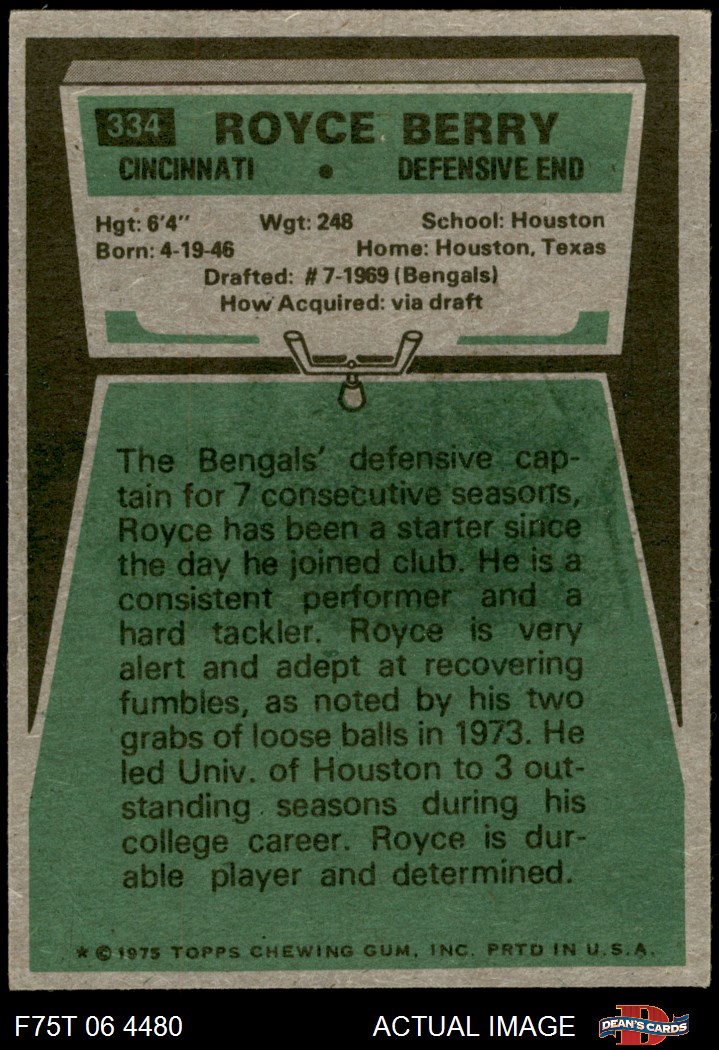 334 ROYCE BERRY
CINCINNATI • DEFENSIVE END
Hgt: 6'4" Wgt: 248 School: Houston
Born: 4-19-46 Home: Houston, Texas
Drafted: #7-1969 (Bengals)
How Acquired: via draft
The Bengals' defensive cap-
tain for 7 consecutive seasons,
Royce has been a starter since
the day he joined club. He is a
consistent performer and a
hard tackler. Royce is very
alert and adept at recovering
fumbles, as noted by his two
grabs of loose balls in 1973. He
led Univ. of Houston to 3 out-
standing seasons during his
college career. Royce is dur-
able player and determined.
★ © 1975 TOPPS CHEWING GUM, INC. PRTD IN U.S.A.
F75T 06 4480 ACTUAL IMAGE D DEAN'S CARDS